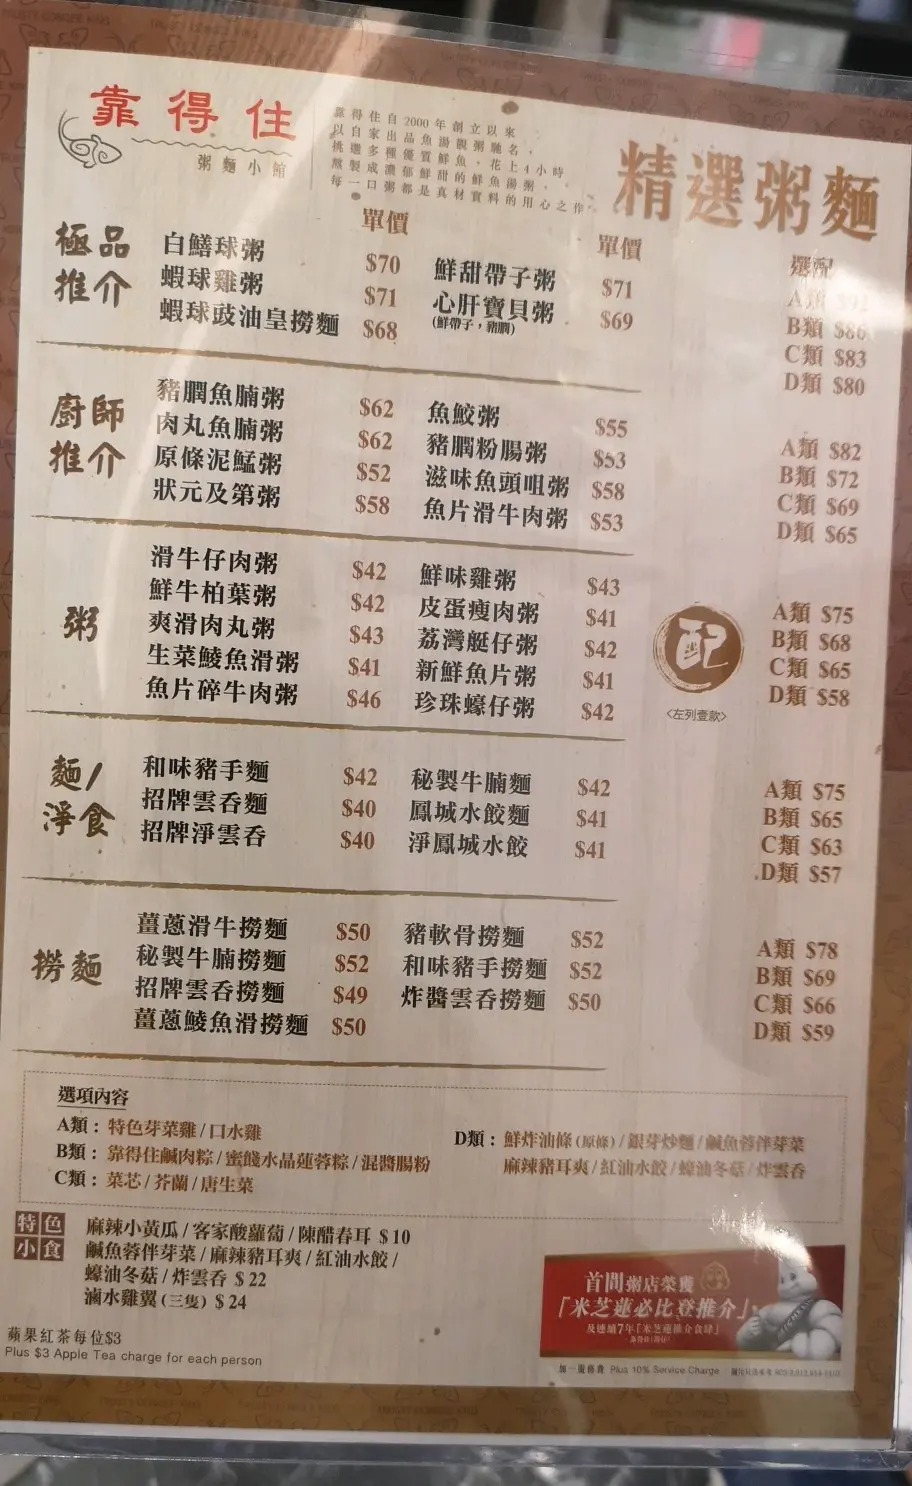 靠得住
粥麵小館
靠得住自2000年創立以來
以自家出品魚湯靚粥馳名，
挑選多種優質鮮魚，花上4小時
熬製成濃郁鮮甜的鮮魚湯粥，
每一口粥都是真材實料的用心之作。
精選粥麵
單價 單價 選配
極品推介
白鱔球粥 $70 鮮甜帶子粥 $71
蝦球雞粥 $71 心肝寶貝粥 $69
(鮮帶子，豬膶)
蝦球豉油皇撈麵 $68
A類
B類 $86
C類 $83
D類 $80
廚師推介
豬膶魚腩粥 $62 魚鮫粥 $55
肉丸魚腩粥 $62 豬膶粉腸粥 $53
原條泥鯭粥 $52 滋味魚頭咀粥 $58
狀元及第粥 $58 魚片滑牛肉粥 $53
A類 $82
B類 $72
C類 $69
D類 $65
粥
滑牛仔肉粥 $42 鮮味雞粥 $43
鮮牛柏葉粥 $42 皮蛋瘦肉粥 $41
爽滑肉丸粥 $43 荔灣艇仔粥 $42
生菜鯪魚滑粥 $41 新鮮魚片粥 $41
魚片碎牛肉粥 $46 珍珠蠔仔粥 $42
配
<左列壹款>
A類 $75
B類 $68
C類 $65
D類 $58
麵/淨食
和味豬手麵 $42 秘製牛腩麵 $42
招牌雲吞麵 $40 鳳城水餃麵 $41
招牌淨雲吞 $40 淨鳳城水餃 $41
A類 $75
B類 $65
C類 $63
D類 $57
撈麵
薑蔥滑牛撈麵 $50 豬軟骨撈麵 $52
秘製牛腩撈麵 $52 和味豬手撈麵 $52
招牌雲吞撈麵 $49 炸醬雲吞撈麵 $50
薑蔥鯪魚滑撈麵 $50
A類 $78
B類 $69
C類 $66
D類 $59
選項內容
A類：特色芽菜雞/口水雞
B類：靠得住鹹肉粽/蜜餞水晶蓮蓉粽/混醬腸粉
C類：菜芯/芥蘭/唐生菜
D類：鮮炸油條(原條)/銀芽炒麵/鹹魚蓉伴芽菜
麻辣豬耳爽/紅油水餃/蠔油冬菇/炸雲吞
特色小食
麻辣小黃瓜/客家酸蘿蔔/陳醋春耳 $10
鹹魚蓉伴芽菜/麻辣豬耳爽/紅油水餃/
蠔油冬菇/炸雲吞 $22
滷水雞翼(三隻) $24
蘋果紅茶每位$3
Plus $3 Apple Tea charge for each person
首間粥店榮獲
「米芝蓮必比登推介」
及連續7年「米芝蓮推介食肆」
加一服務費 Plus 10% Service Charge